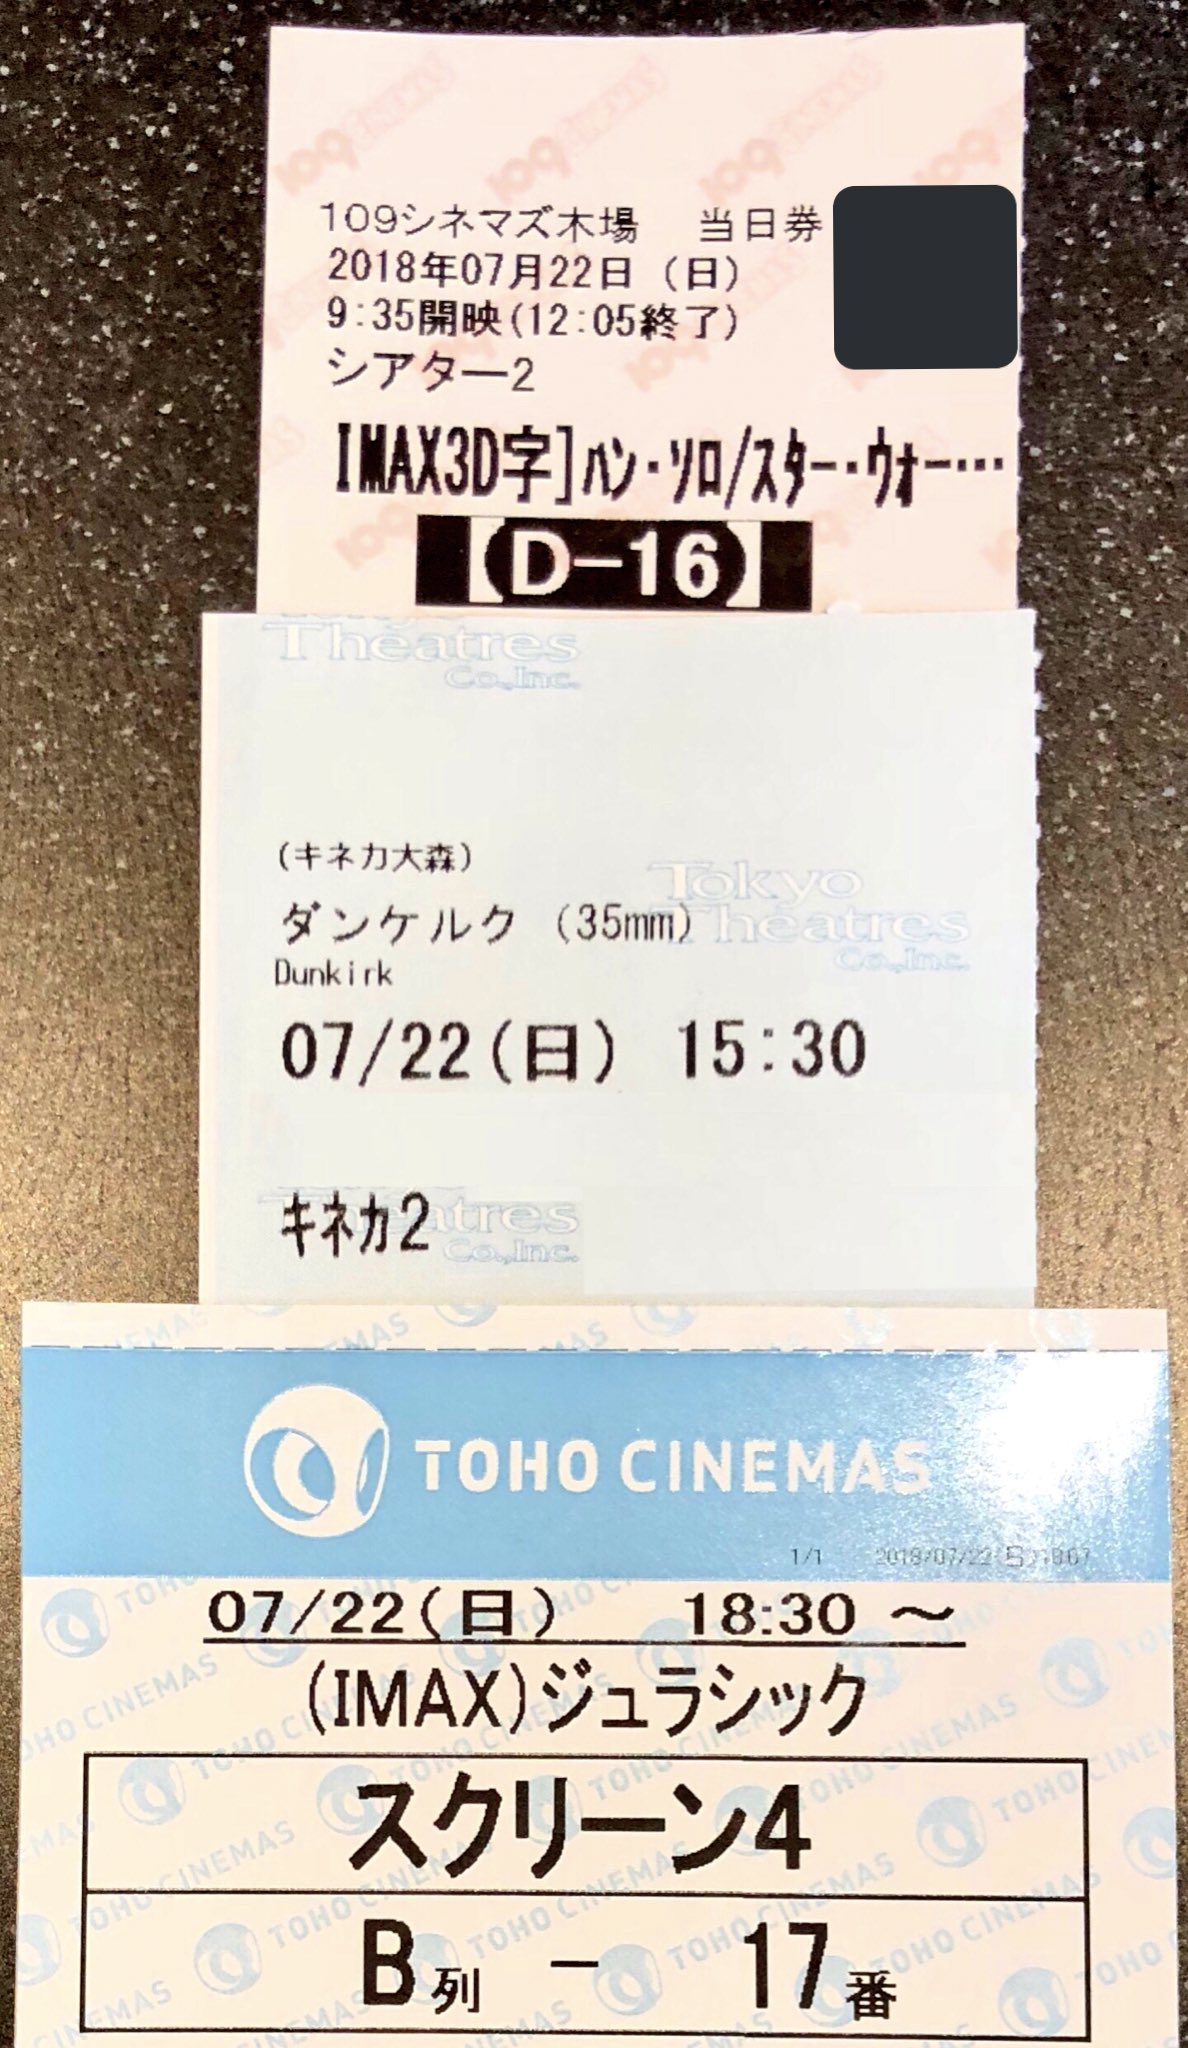 109シネマズ木場　当日券
2018年07月22日（日）
9:35開映(12:05終了)
シアター2
IMAX3D字]ハン・ソロ/スター・ウォー…
【D-16】
Théatres
Co.,Inc.
(キネカ大森)
Tokyo
ダンケルク (35mm)
Théatres
Co.,Inc.
Dunkirk
07/22(日) 15:30
キネカ2
Co.,Inc.
TOHO CINEMAS
1/1
07/22(日) 18:30 ～
(IMAX)ジュラシック
スクリーン4
B列 － 17番